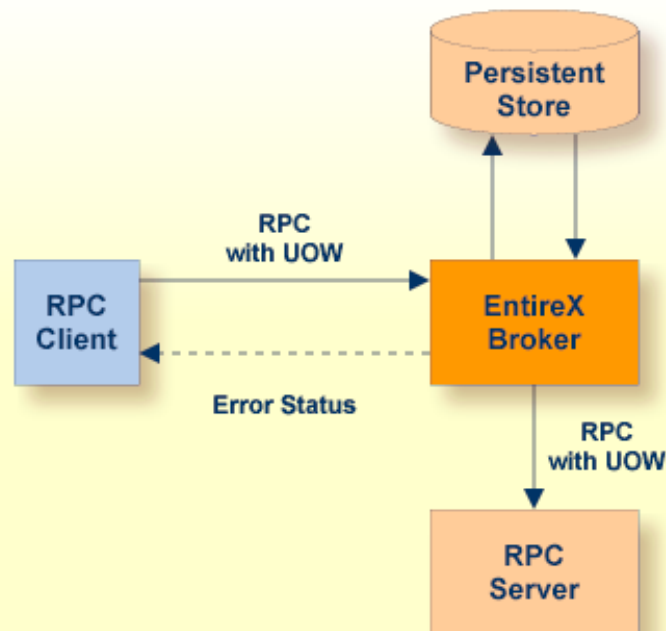 Persistent
Store
RPC
with UOW
RPC
Client
EntireX
Broker
Error Status
RPC
with UOW
RPC
Server